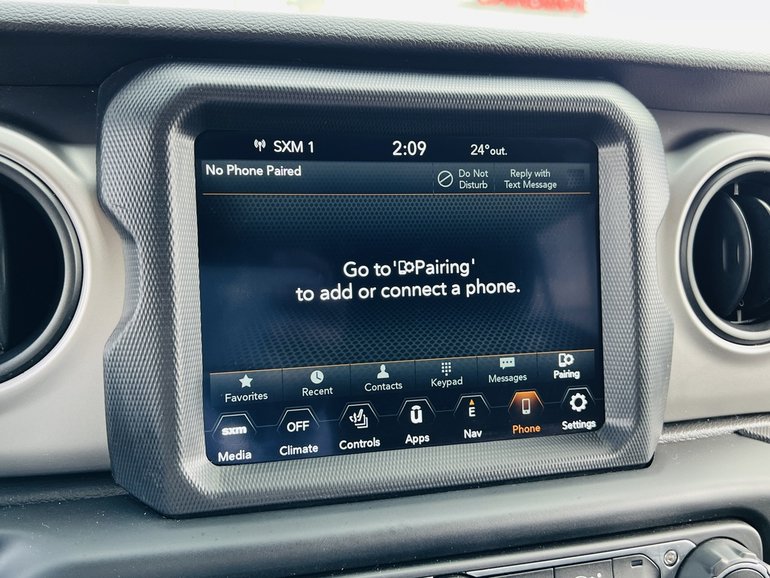 SXM 1 2:09 24°out.
No Phone Paired
Do Not
Disturb
Reply with
Text Message
Go to 'Pairing'
to add or connect a phone.
Favorites Recent Contacts Keypad Messages Pairing
sxm OFF E
Media Climate Controls Apps Nav Phone Settings